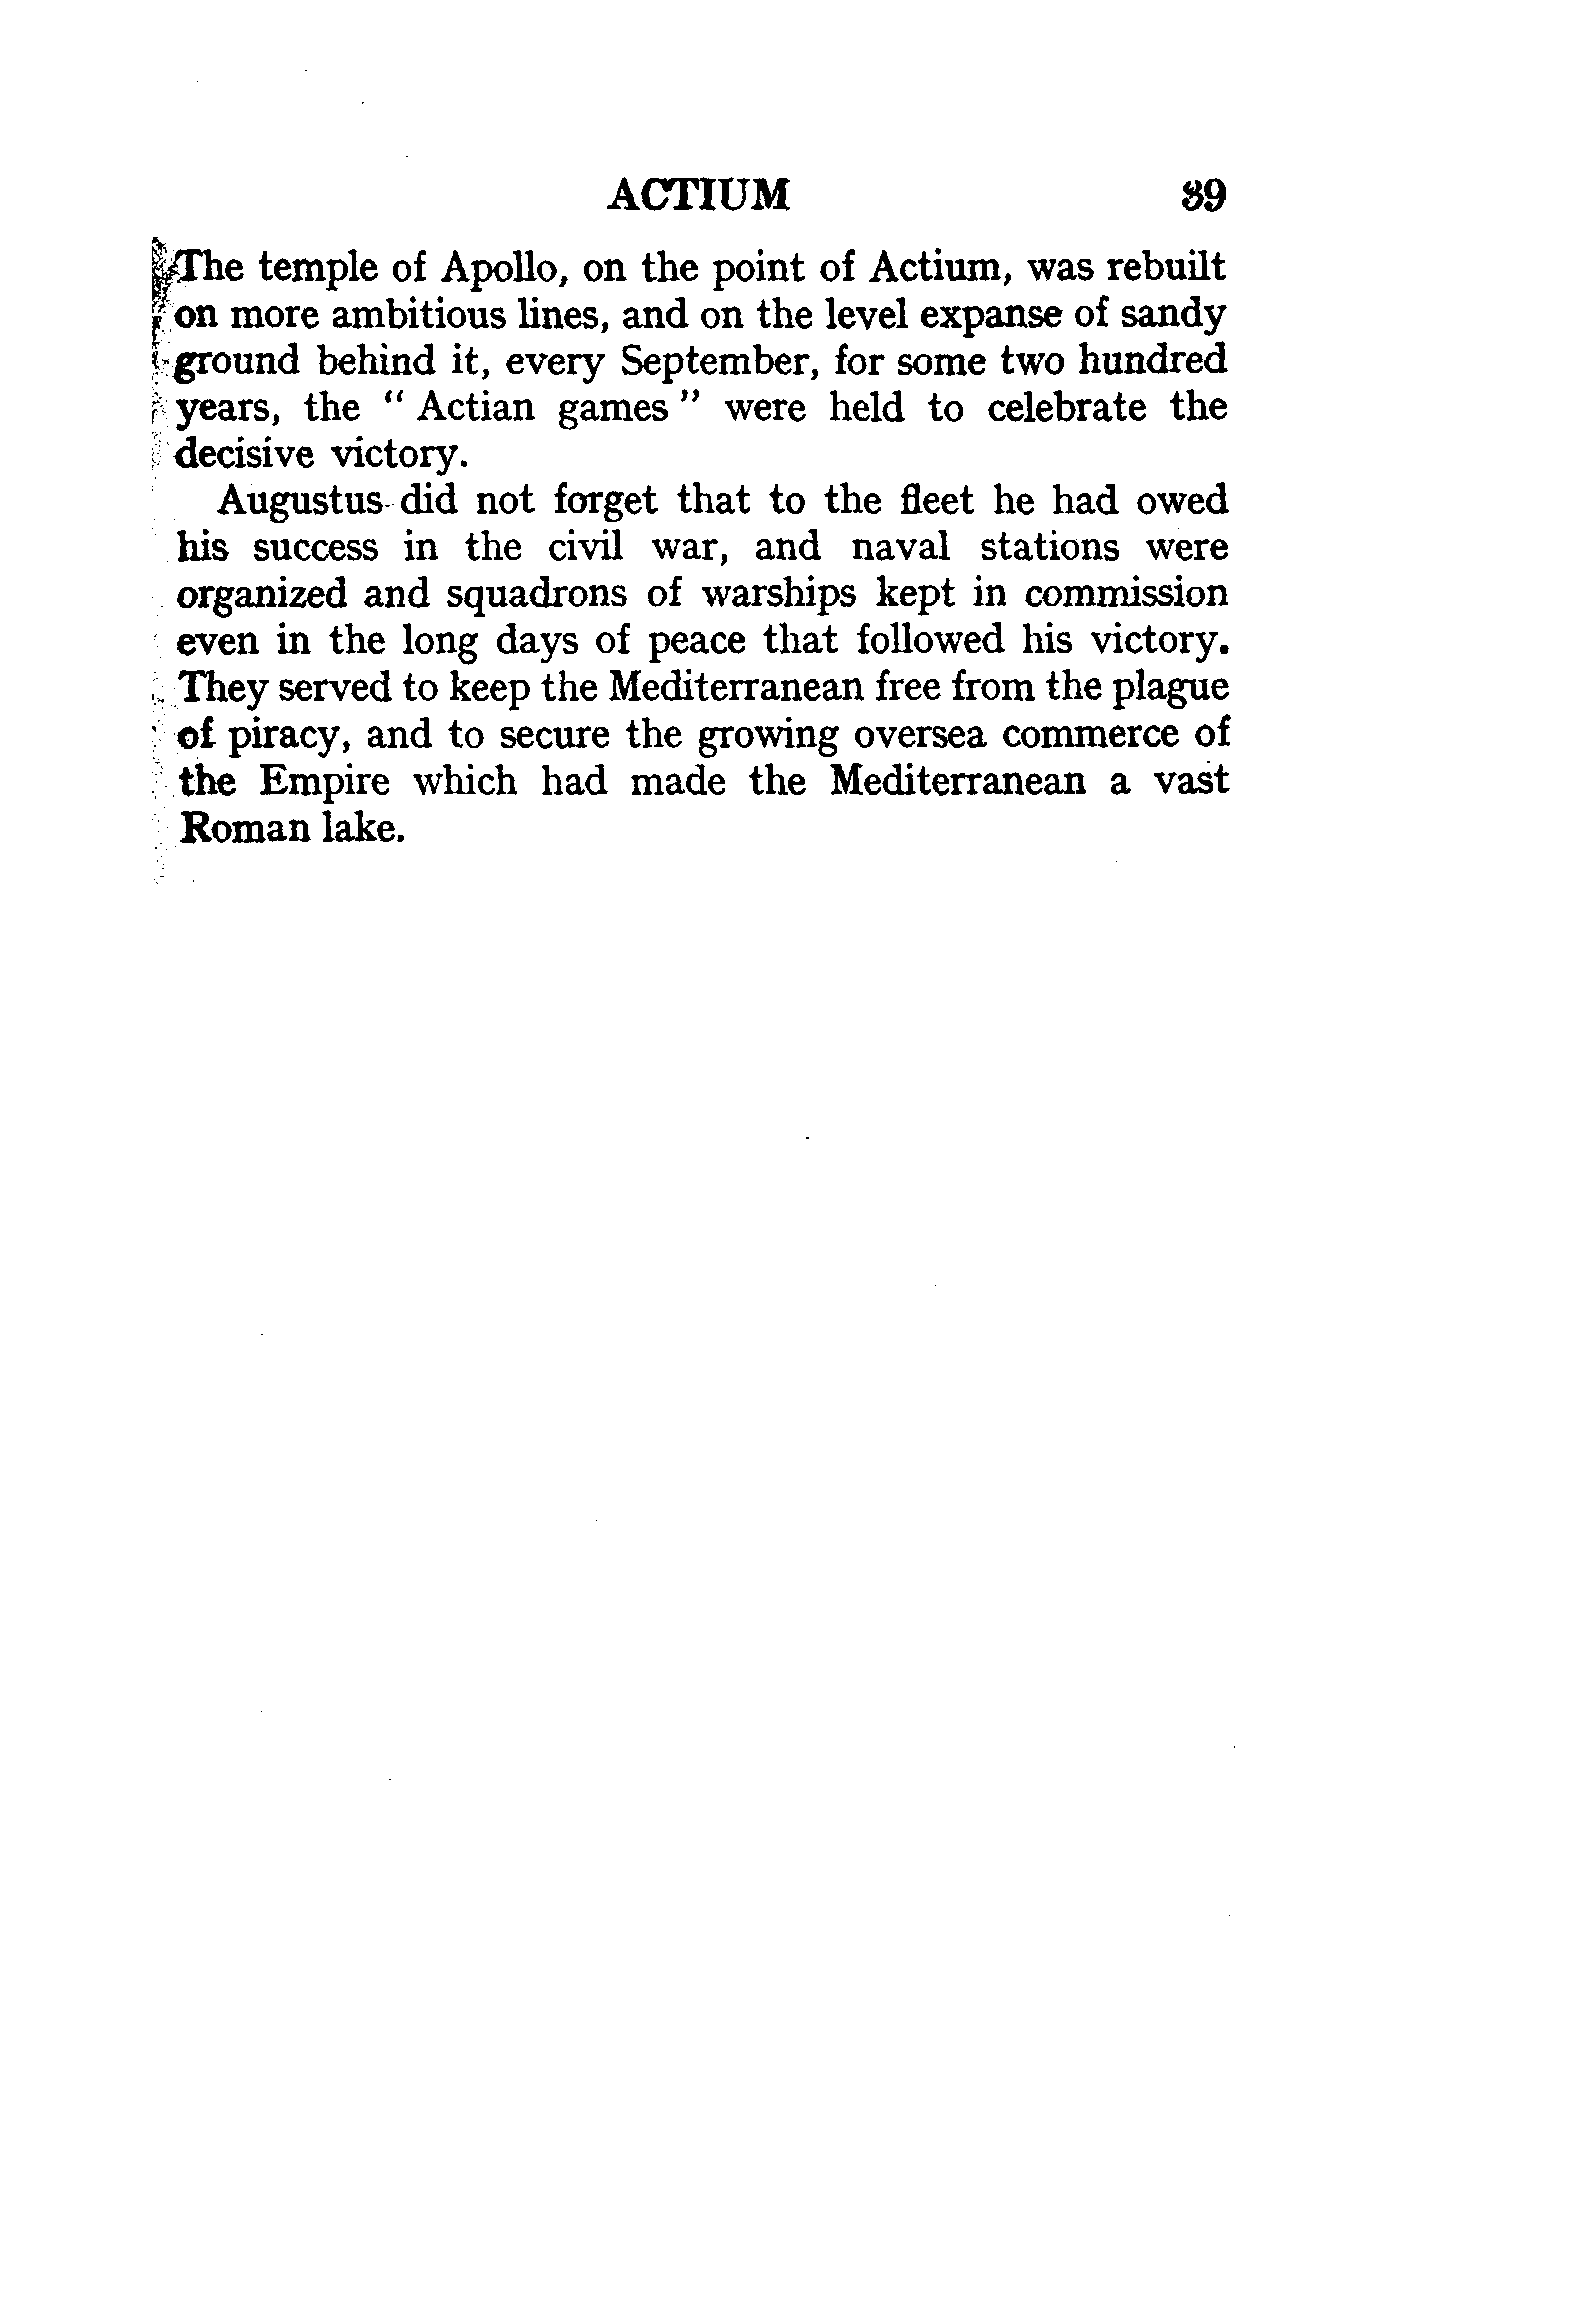 ACTIUM 39
The temple of Apollo, on the point of Actium, was rebuilt
on more ambitious lines, and on the level expanse of sandy
ground behind it, every September, for some two hundred
years, the " Actian games " were held to celebrate the
decisive victory.
Augustus did not forget that to the fleet he had owed
his success in the civil war, and naval stations were
organized and squadrons of warships kept in commission
even in the long days of peace that followed his victory.
They served to keep the Mediterranean free from the plague
of piracy, and to secure the growing oversea commerce of
the Empire which had made the Mediterranean a vast
Roman lake.